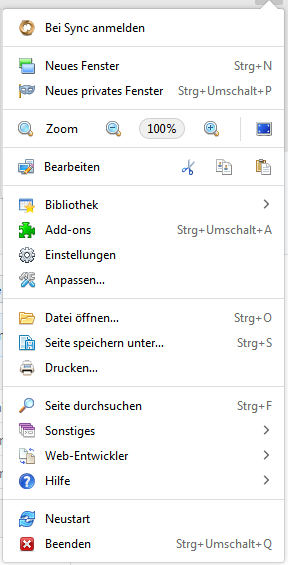 Bei Sync anmelden
Neues Fenster Strg+N
Neues privates Fenster Strg+Umschalt+P
Zoom 100%
Bearbeiten
Bibliothek
Add-ons Strg+Umschalt+A
Einstellungen
Anpassen...
Datei öffnen... Strg+O
Seite speichern unter... Strg+S
Drucken...
Seite durchsuchen Strg+F
Sonstiges
Web-Entwickler
Hilfe
Neustart
Beenden Strg+Umschalt+Q